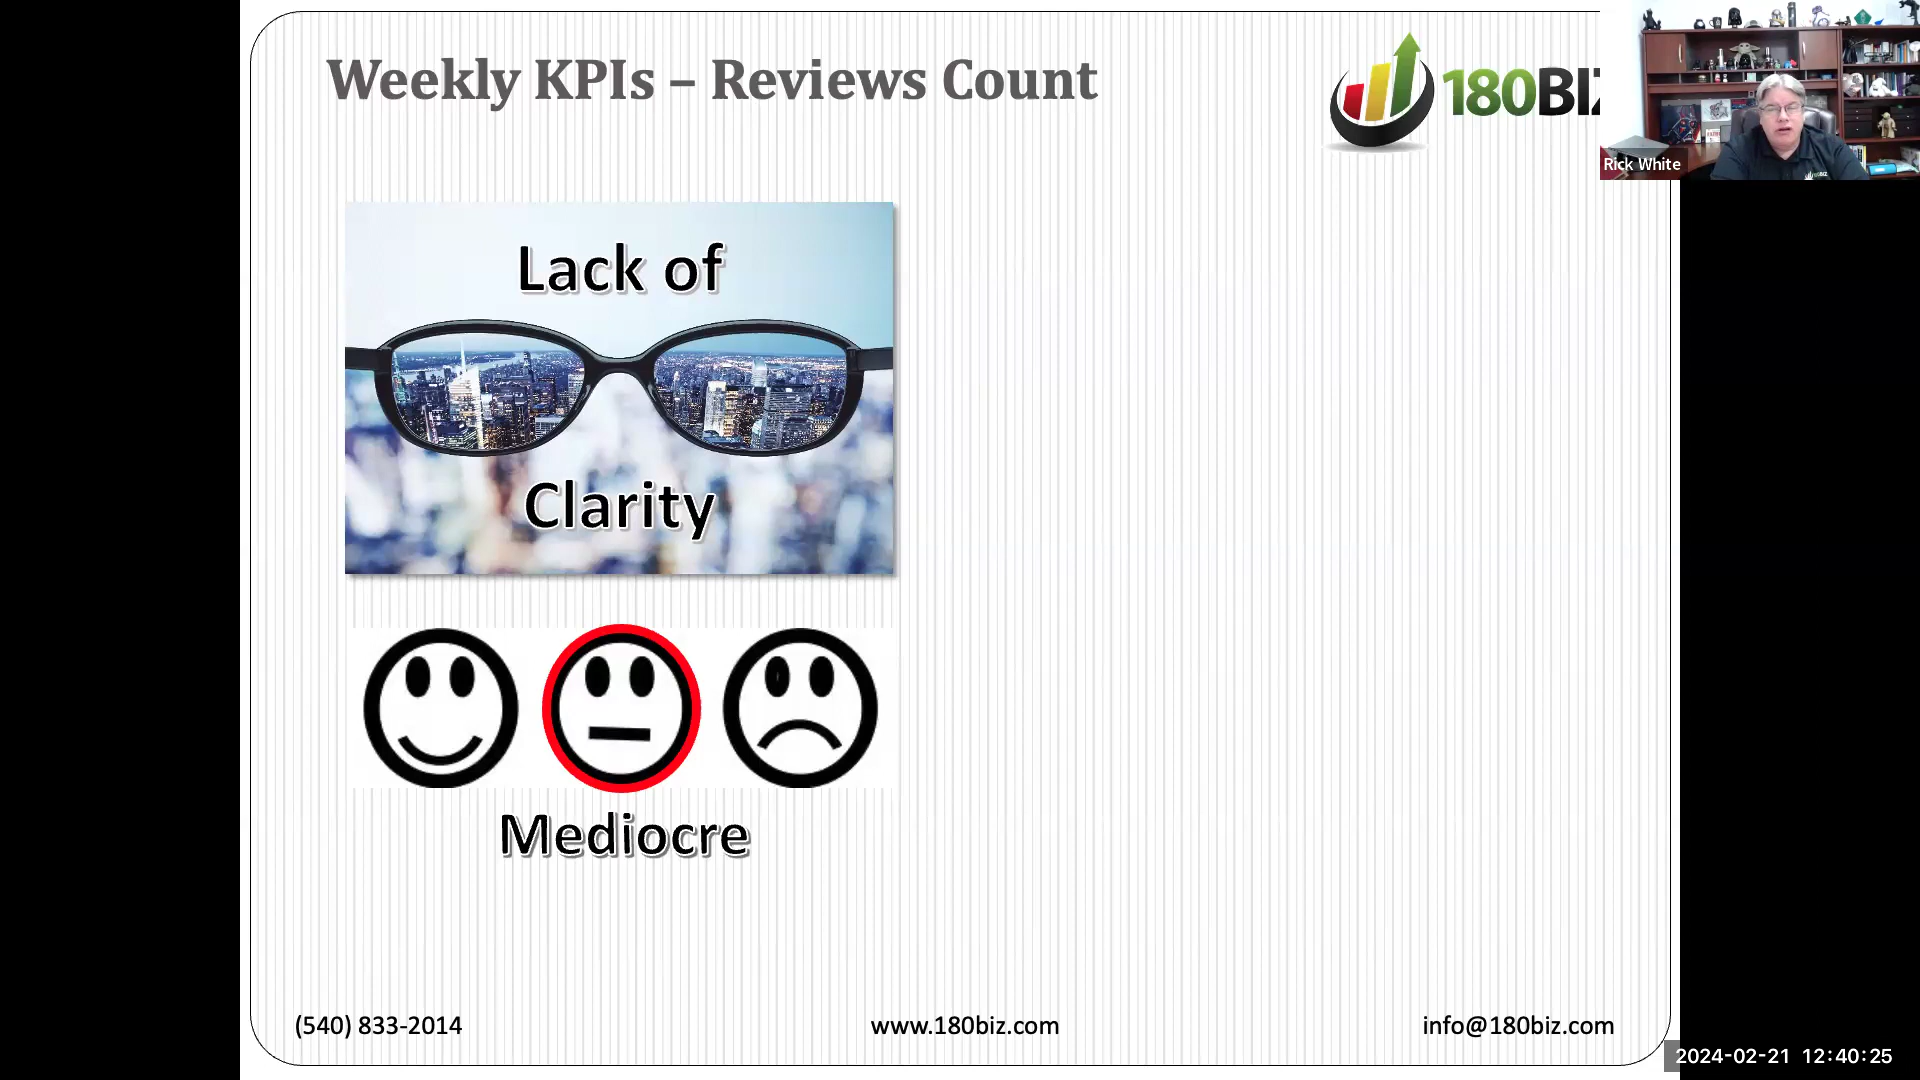 Weekly KPIs – Reviews Count
180BIZ
Rick White
Lack of
Clarity
Mediocre
(540) 833-2014
www.180biz.com
info@180biz.com
2024-02-21 12:40:25